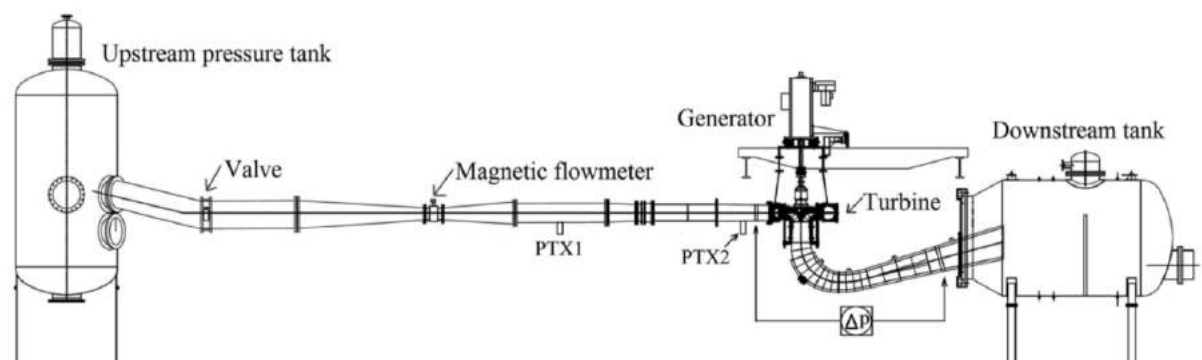 Upstream pressure tank
Generator
Downstream tank
Valve
Magnetic flowmeter
Turbine
PTX1
PTX2
Δp